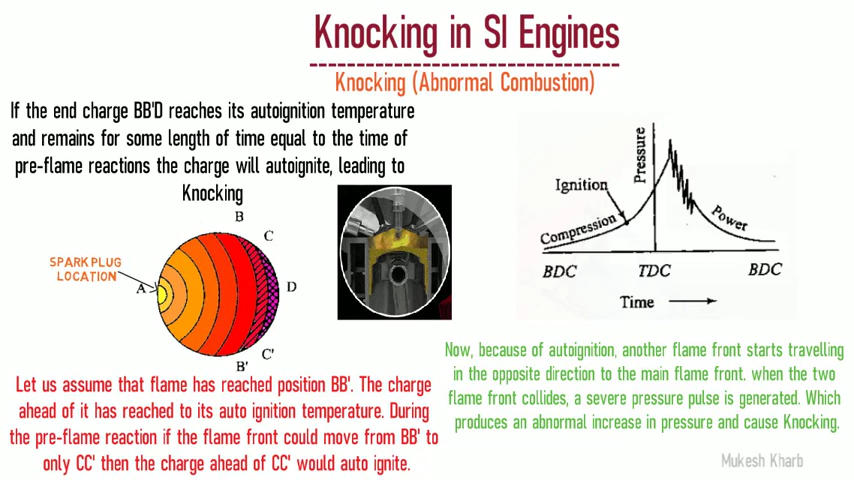 Knocking in SI Engines
Knocking (Abnormal Combustion)
If the end charge BB'D reaches its autoignition temperature
and remains for some length of time equal to the time of
pre-flame reactions the charge will autoignite, leading to
Knocking
B
C
SPARK PLUG
LOCATION
A
D
C'
B'
Pressure
Ignition
Compression
Power
BDC
TDC
BDC
Time
Let us assume that flame has reached position BB'. The charge
ahead of it has reached to its auto ignition temperature. During
the pre-flame reaction if the flame front could move from BB' to
only CC' then the charge ahead of CC' would auto ignite.
Now, because of autoignition, another flame front starts travelling
in the opposite direction to the main flame front. when the two
flame front collides, a severe pressure pulse is generated. Which
produces an abnormal increase in pressure and cause Knocking.
Mukesh Kharb